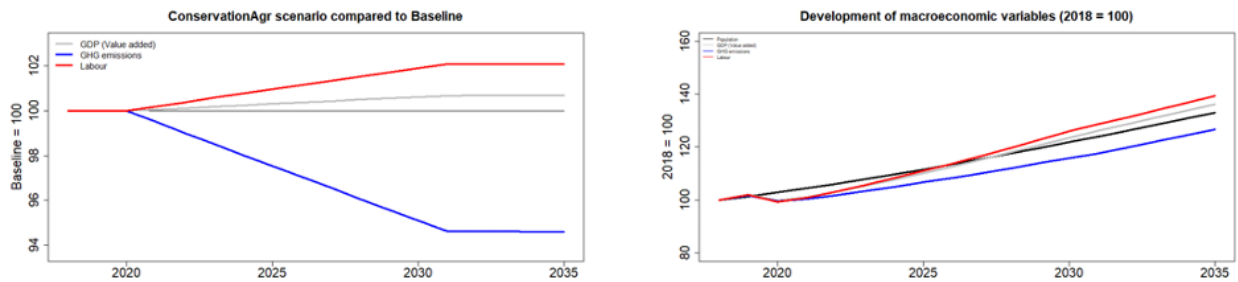 ConservationAgr scenario compared to Baseline
GDP (Value added)
GHG emissions
Labour
Baseline = 100
102
100
98
96
94
2020
2025
2030
2035
Development of macroeconomic variables (2018 = 100)
Population
GDP (Value added)
GHG emissions
Labour
2018 = 100
160
140
120
100
80
2020
2025
2030
2035